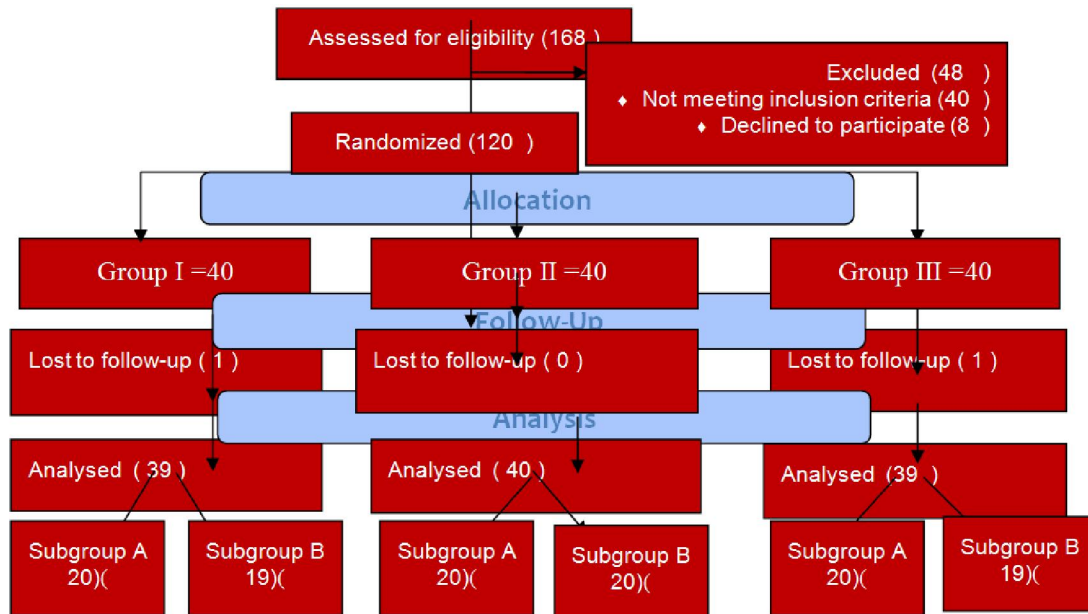 Assessed for eligibility (168 )
Excluded (48 )
♦ Not meeting inclusion criteria (40 )
♦ Declined to participate (8 )
Randomized (120 )
Allocation
Group I =40
Group II =40
Group III =40
Follow-Up
Lost to follow-up ( 1 )
Lost to follow-up ( 0 )
Lost to follow-up ( 1 )
Analysis
Analysed ( 39 )
Analysed ( 40 )
Analysed (39 )
Subgroup A
20)(
Subgroup B
19)(
Subgroup A
20)(
Subgroup B
20)(
Subgroup A
20)(
Subgroup B
19)(